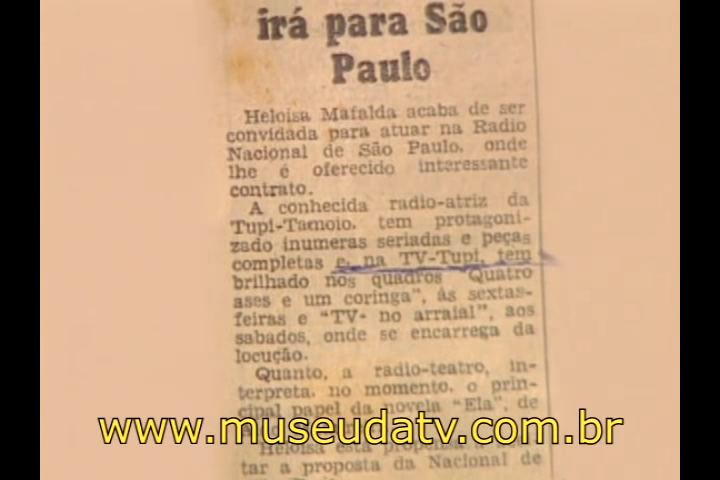 irá para São
Paulo
Heloisa Mafalda acaba de ser
convidada para atuar na Radio
Nacional de São Paulo, onde
lhe é oferecido interessante
contrato.
A conhecida radio-atriz da
Tupi-Tamoio, tem protagoni-
zado inumeras seriadas e peças
completas e, na TV-Tupi, tem
brilhado nos quadros "Quatro
ases e um coringa", ás sextas-
feiras e "TV- no arraial", aos
sabados, onde se encarrega da
locução.
Quanto, a radio-teatro, in-
terpreta, no momento, o prin-
cipal papel da novela "Ela", de
www.museudatv.com.br
Heloisa está
tar a proposta da Nacional de